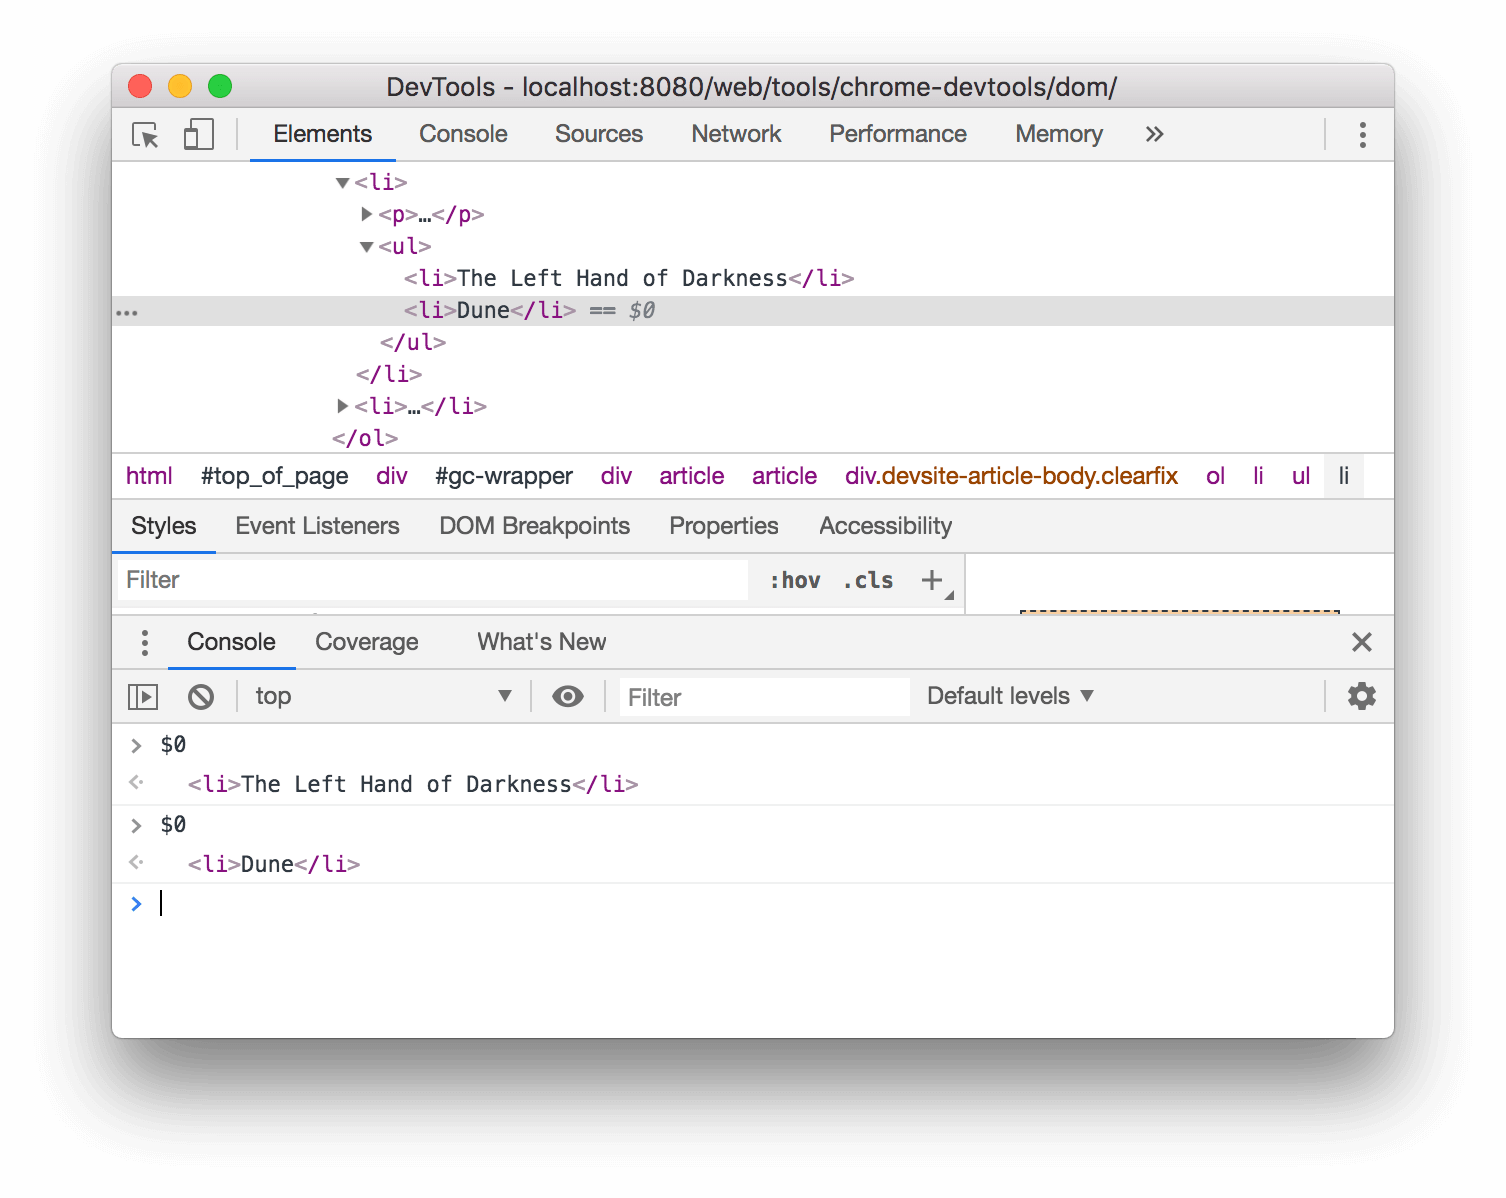 DevTools - localhost:8080/web/tools/chrome-devtools/dom/
Elements Console Sources Network Performance Memory »
▼<li>
▶<p>…</p>
▼<ul>
<li>The Left Hand of Darkness</li>
… <li>Dune</li> == $0
</ul>
</li>
▶<li>…</li>
</ol>
html #top_of_page div #gc-wrapper div article article div.devsite-article-body.clearfix ol li ul li
Styles Event Listeners DOM Breakpoints Properties Accessibility
Filter :hov .cls +
Console Coverage What's New
top ▼ Filter Default levels ▼
> $0
<li>The Left Hand of Darkness</li>
> $0
<li>Dune</li>
>